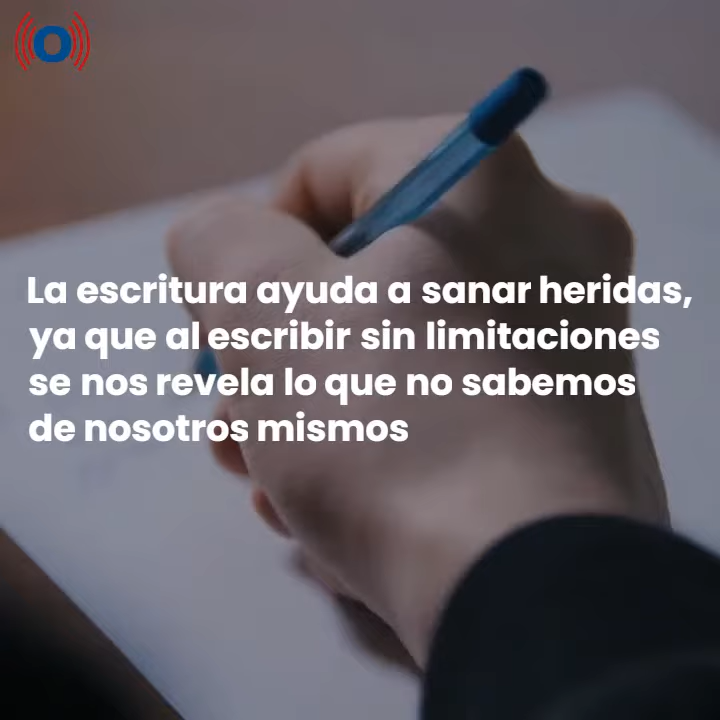 O
La escritura ayuda a sanar heridas,
ya que al escribir sin limitaciones
se nos revela lo que no sabemos
de nosotros mismos